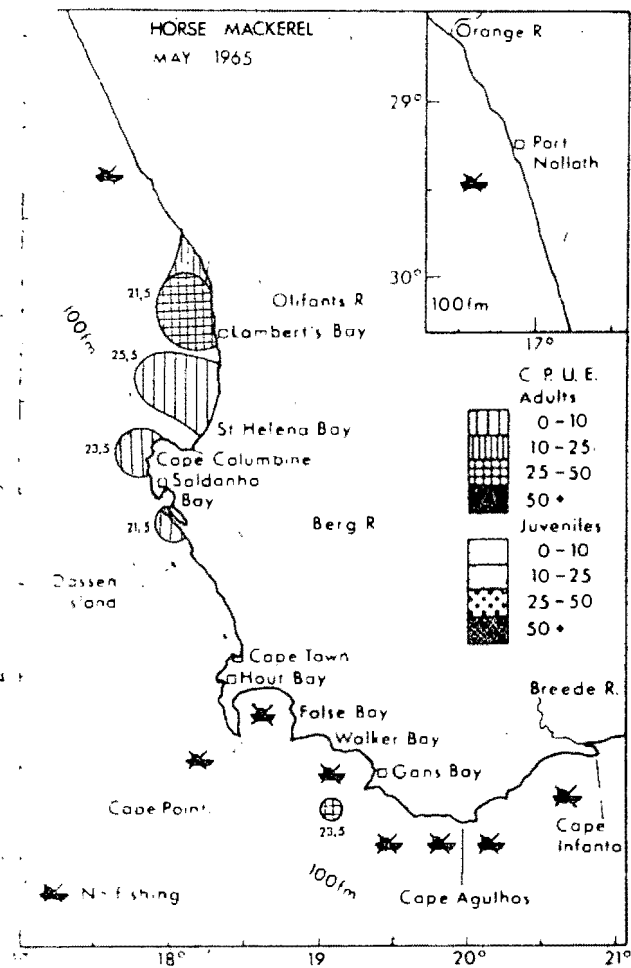 HORSE MACKEREL
MAY 1965
Orange R
29°
Port
Nolloth
30°
100fm
17°
21,5
Olifants R
100fm
Lambert's Bay
25,5
C. P. U. E.
Adults
0 - 10
10 - 25
25 - 50
50 +
Juveniles
0 - 10
10 - 25
25 - 50
50 +
St Helena Bay
23,5
Cape Columbine
Saldanha
Bay
21,5
Berg R
Dassen
Island
Cape Town
Hout Bay
Breede R.
False Bay
Walker Bay
Gans Bay
Cape Point
23,5
Cape
Infanta
100fm
Cape Agulhas
No fishing
18°
19
20°
21°